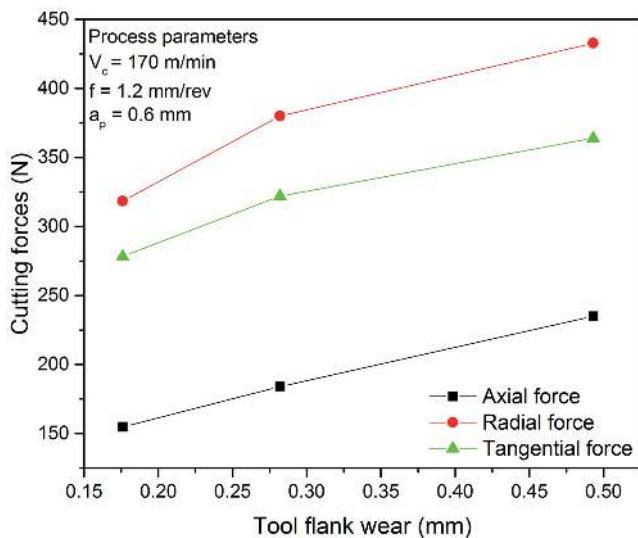 Process parameters
V_c = 170 m/min
f = 1.2 mm/rev
a_p = 0.6 mm
Cutting forces (N)
450
400
350
300
250
200
150
Axial force
Radial force
Tangential force
0.15 0.20 0.25 0.30 0.35 0.40 0.45 0.50
Tool flank wear (mm)